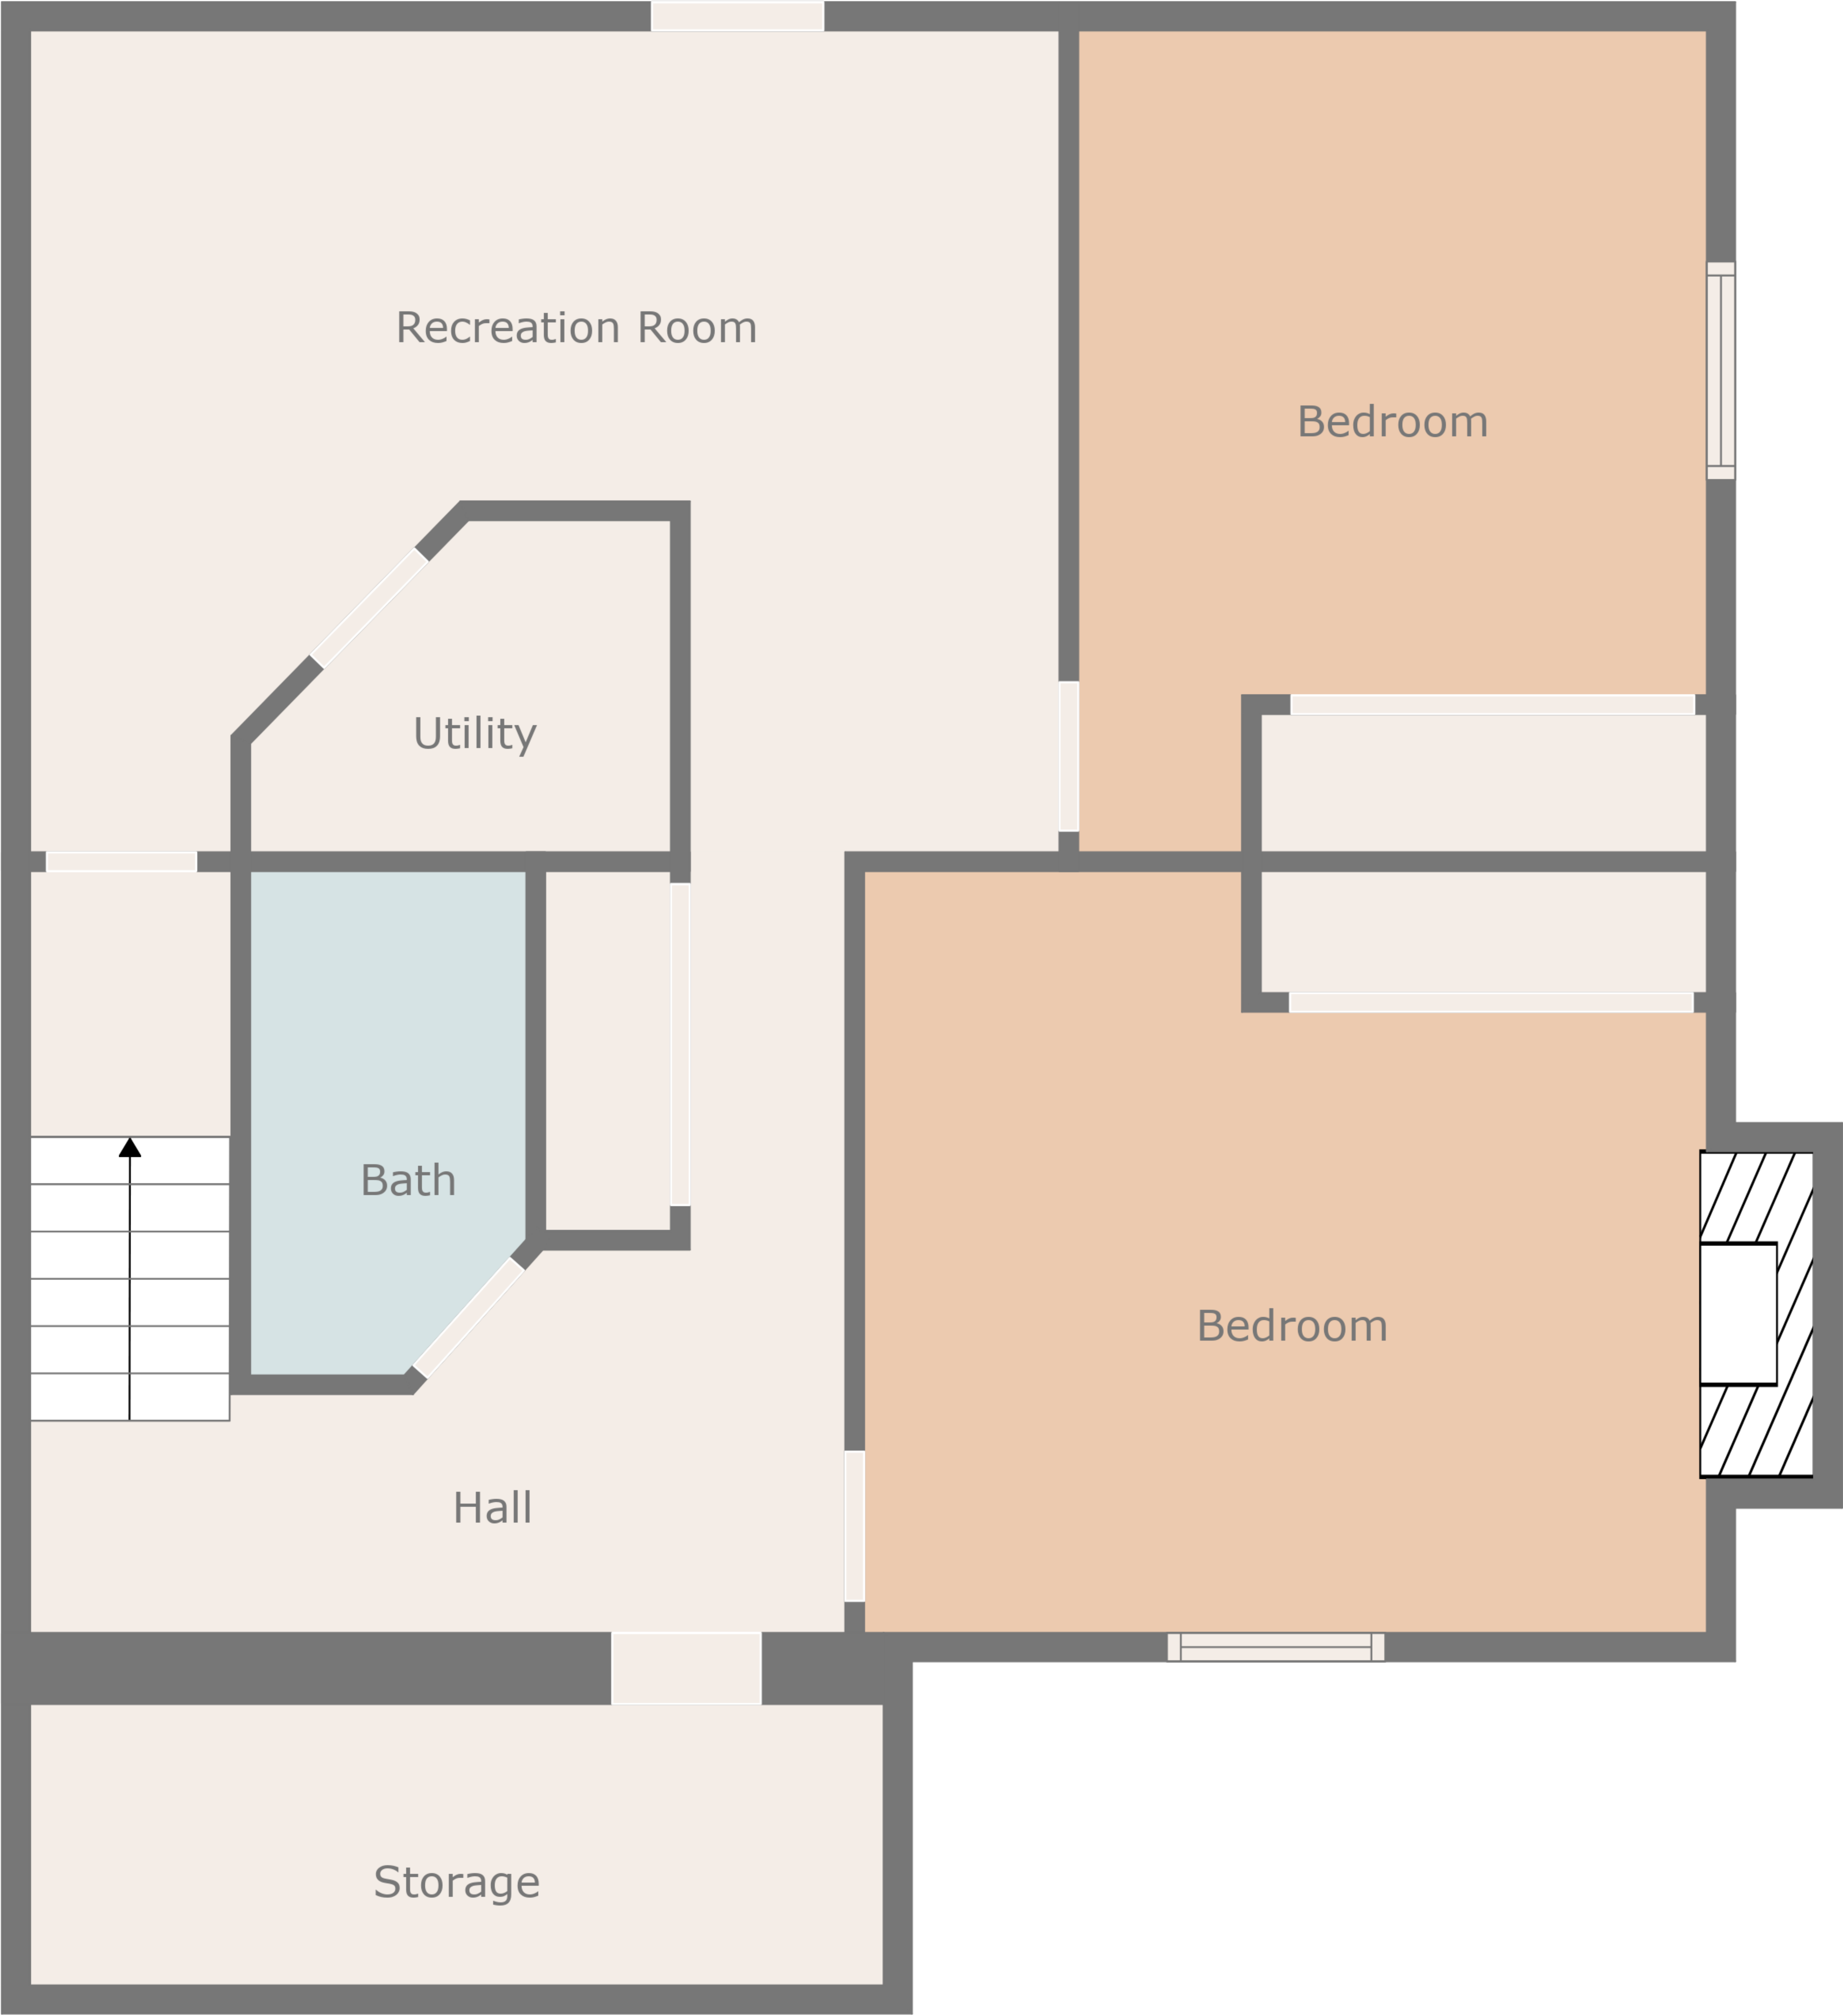 Recreation Room
Bedroom
Utility
Bath
Bedroom
Hall
Storage